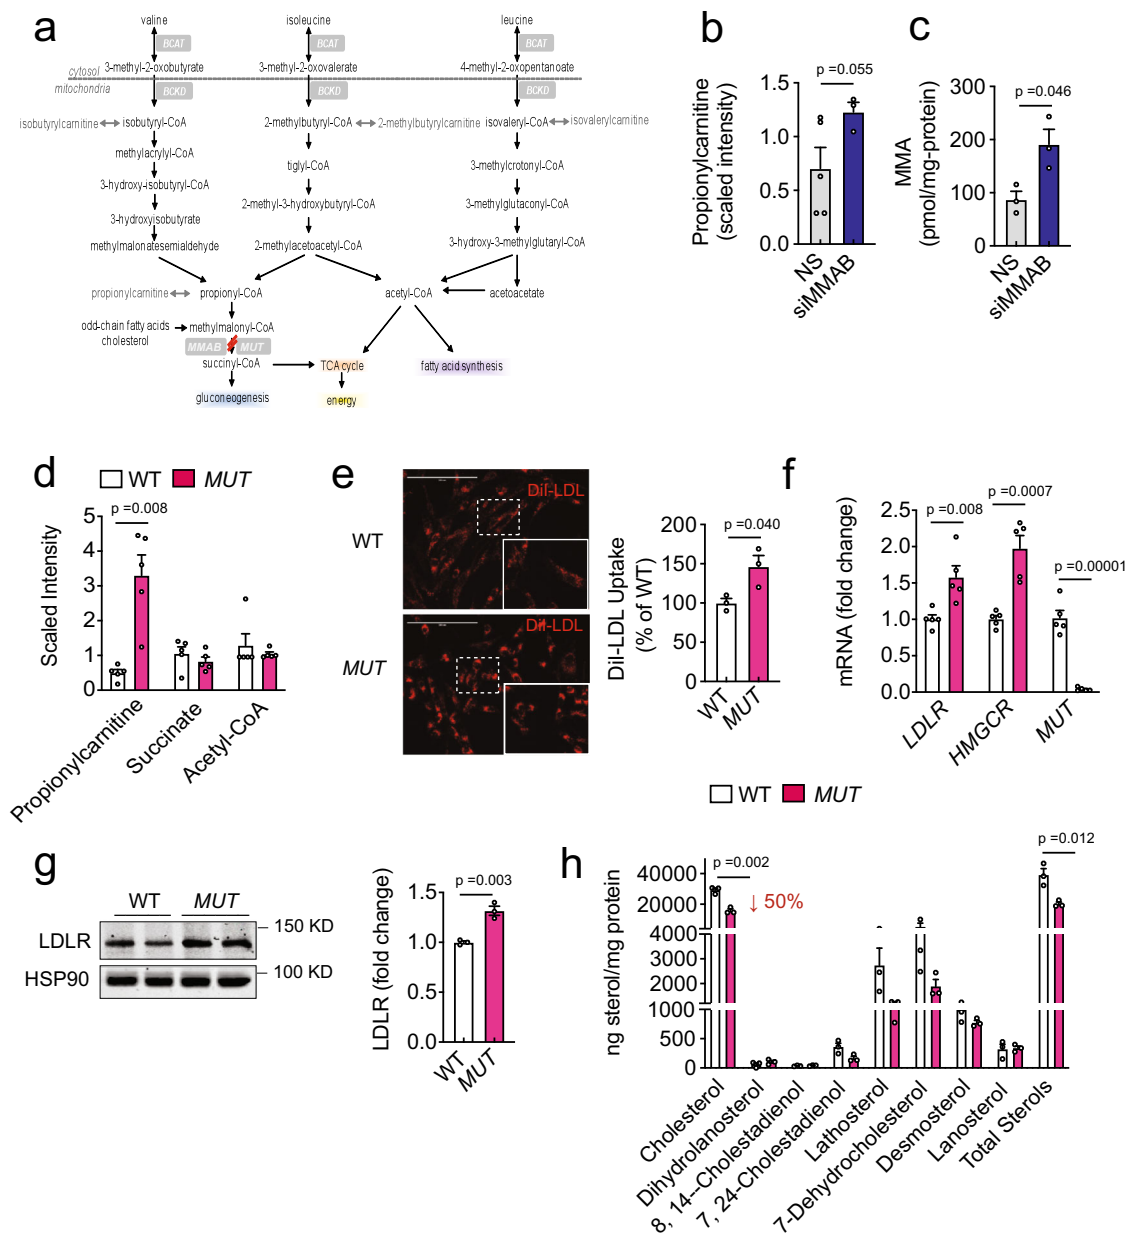 a
valine
isoleucine
leucine
BCAT
BCAT
BCAT
cytosol
3-methyl-2-oxobutyrate
3-methyl-2-oxovalerate
4-methyl-2-oxopentanoate
mitochondria
BCKD
BCKD
BCKD
isobutyrylcarnitine
isobutyryl-CoA
2-methylbutyryl-CoA
2-methylbutyrylcarnitine
isovaleryl-CoA
isovalerylcarnitine
methylacrylyl-CoA
tiglyl-CoA
3-methylcrotonyl-CoA
3-hydroxy-isobutyryl-CoA
2-methyl-3-hydroxybutyryl-CoA
3-methylglutaconyl-CoA
3-hydroxyisobutyrate
methylmalonatesemialdehyde
2-methylacetoacetyl-CoA
3-hydroxy-3-methylglutaryl-CoA
propionylcarnitine
propionyl-CoA
acetyl-CoA
acetoacetate
odd-chain fatty acids
cholesterol
methylmalonyl-CoA
MMAB
MUT
succinyl-CoA
TCA cycle
fatty acid synthesis
gluconeogenesis
energy
b
Propionylcarnitine
(scaled intensity)
p =0.055
1.5
1.0
0.5
0.0
NS
siMMAB
c
MMA
(pmol/mg-protein)
p =0.046
300
200
100
0
NS
siMMAB
d
WT
MUT
Scaled Intensity
p =0.008
5
4
3
2
1
0
Propionylcarnitine
Succinate
Acetyl-CoA
e
WT
DiI-LDL
MUT
DiI-LDL
DiI-LDL Uptake
(% of WT)
p =0.040
200
150
100
50
0
WT
MUT
f
mRNA (fold change)
p =0.008
p =0.0007
p =0.00001
2.5
2.0
1.5
1.0
0.5
0.0
LDLR
HMGCR
MUT
WT
MUT
g
WT
MUT
LDLR
HSP90
150 KD
100 KD
LDLR (fold change)
p =0.003
1.5
1.0
0.5
0.0
WT
MUT
h
ng sterol/mg protein
p =0.002
↓ 50%
p =0.012
40000
20000
4000
2000
1000
500
0
Cholesterol
Dihydrolanosterol
8, 14--Cholestadienol
7, 24-Cholestadienol
Lathosterol
7-Dehydrocholesterol
Desmosterol
Lanosterol
Total Sterols